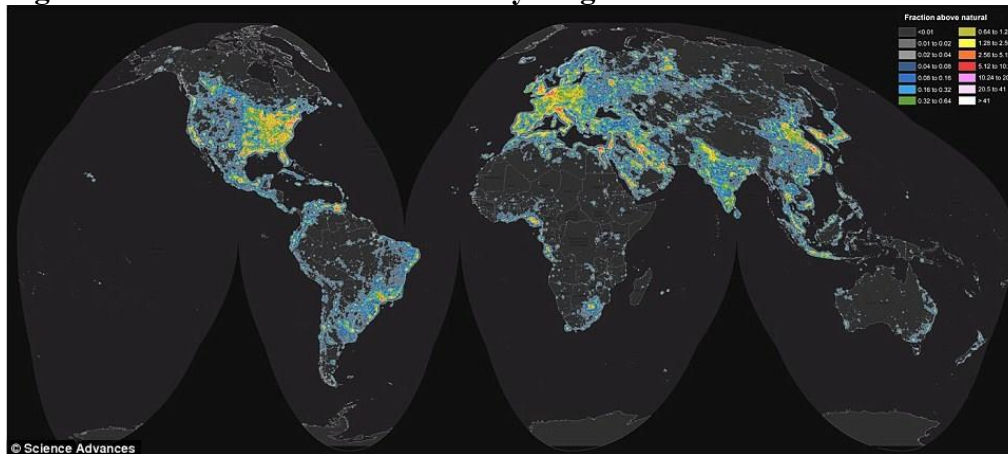 Fraction above natural
<0.01 0.64 to 1.2
0.01 to 0.02 1.28 to 2.5
0.02 to 0.04 2.56 to 5.1
0.04 to 0.08 5.12 to 10.
0.08 to 0.16 10.24 to 20
0.16 to 0.32 20.5 to 41
0.32 to 0.64 > 41
© Science Advances